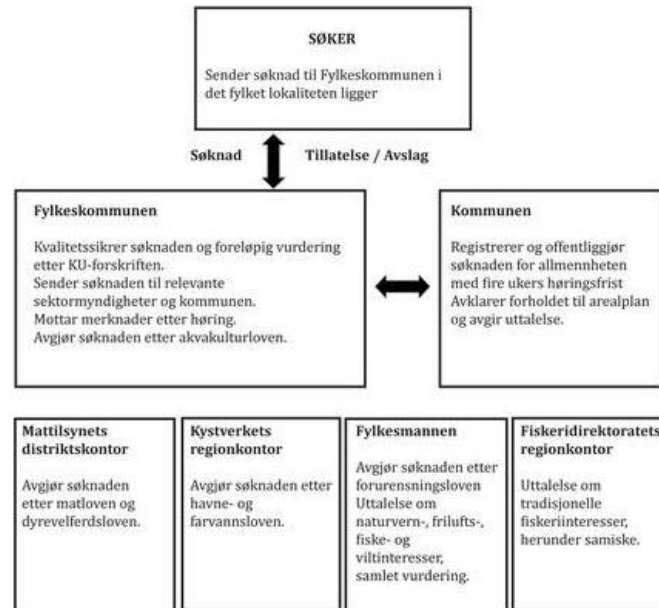 SØKER
Sender søknad til Fylkeskommunen i
det fylket lokaliteten ligger
Søknad
Tillatelse / Avslag
Fylkeskommunen
Kvalitetssikrer søknaden og foreløpig vurdering
etter KU-forskriften.
Sender søknaden til relevante
sektormyndigheter og kommunen.
Mottar merknader etter høring.
Avgjør søknaden etter akvakulturloven.
Kommunen
Registrerer og offentliggjør
søknaden for allmennheten
med fire ukers høringsfrist
Avklarer forholdet til arealplan
og avgir uttalelse.
Mattilsynets
distriktskontor
Avgjør søknaden
etter matloven og
dyrevelferdsloven.
Kystverkets
regionkontor
Avgjør søknaden etter
havne- og
farvannsloven.
Fylkesmannen
Avgjør søknaden etter
forurensningsloven
Uttalelse om
naturvern-, frilufts-,
fiske- og
viltinteresser,
samlet vurdering.
Fiskeridirektoratets
regionkontor
Uttalelse om
tradisjonelle
fiskeriinteresser,
herunder samiske.